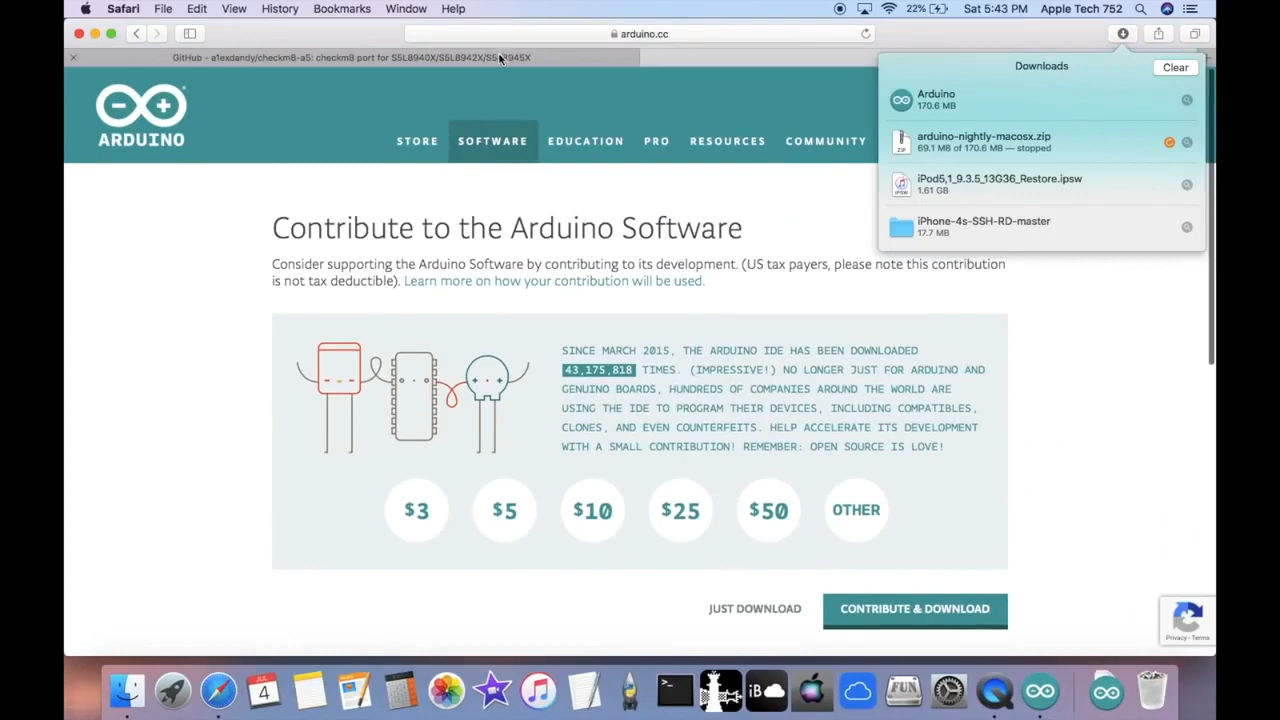 Safari File Edit View History Bookmarks Window Help 22% Sat 5:43 PM Apple Tech 752
arduino.cc
GitHub - a1exdandy/checkm8-a5: checkm8 port for S5L8940X/S5L8942X/S5L8945X
Downloads
Clear
Arduino
170.6 MB
arduino-nightly-macosx.zip
69.1 MB of 170.6 MB — stopped
ZIP
iPod5,1_9.3.5_13G36_Restore.ipsw
1.61 GB
IPSW
iPhone-4s-SSH-RD-master
17.7 MB
ARDUINO
STORE SOFTWARE EDUCATION PRO RESOURCES COMMUNITY
Contribute to the Arduino Software
Consider supporting the Arduino Software by contributing to its development. (US tax payers, please note this contribution
is not tax deductible). Learn more on how your contribution will be used.
SINCE MARCH 2015, THE ARDUINO IDE HAS BEEN DOWNLOADED
43,175,818 TIMES. (IMPRESSIVE!) NO LONGER JUST FOR ARDUINO AND
GENUINO BOARDS, HUNDREDS OF COMPANIES AROUND THE WORLD ARE
USING THE IDE TO PROGRAM THEIR DEVICES, INCLUDING COMPATIBLES,
CLONES, AND EVEN COUNTERFEITS. HELP ACCELERATE ITS DEVELOPMENT
WITH A SMALL CONTRIBUTION! REMEMBER: OPEN SOURCE IS LOVE!
$3 $5 $10 $25 $50 OTHER
JUST DOWNLOAD CONTRIBUTE & DOWNLOAD
Privacy - Terms
JUL
4
iB
FUN